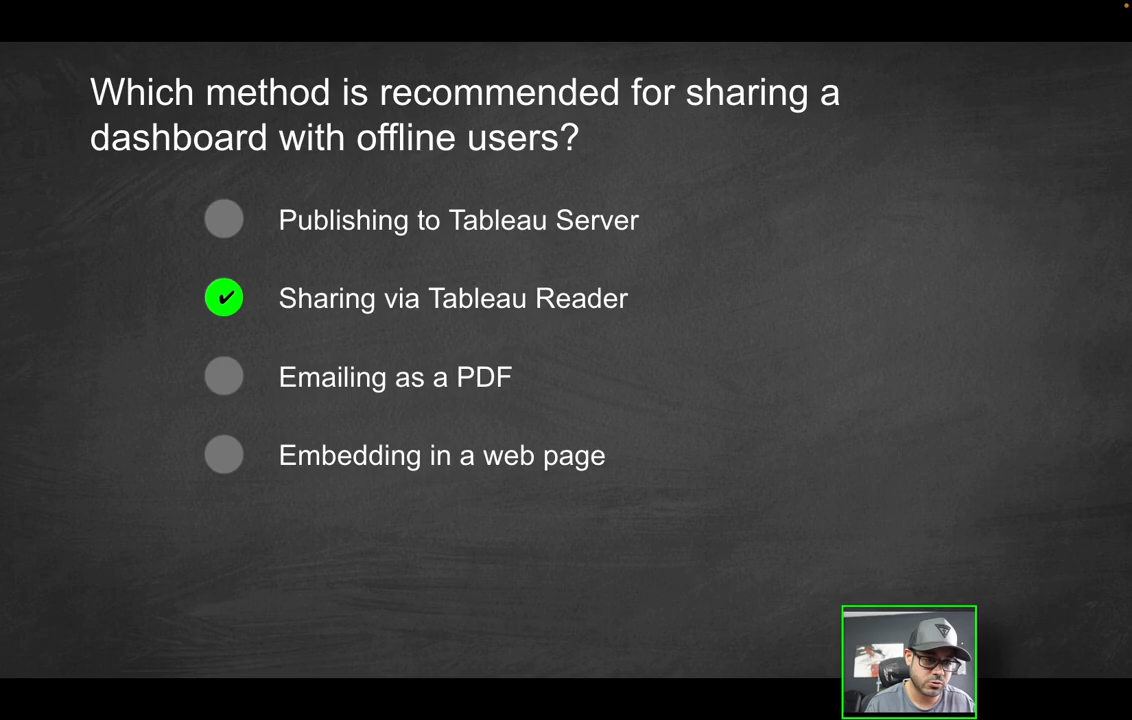 Which method is recommended for sharing a
dashboard with offline users?
Publishing to Tableau Server
Sharing via Tableau Reader
Emailing as a PDF
Embedding in a web page